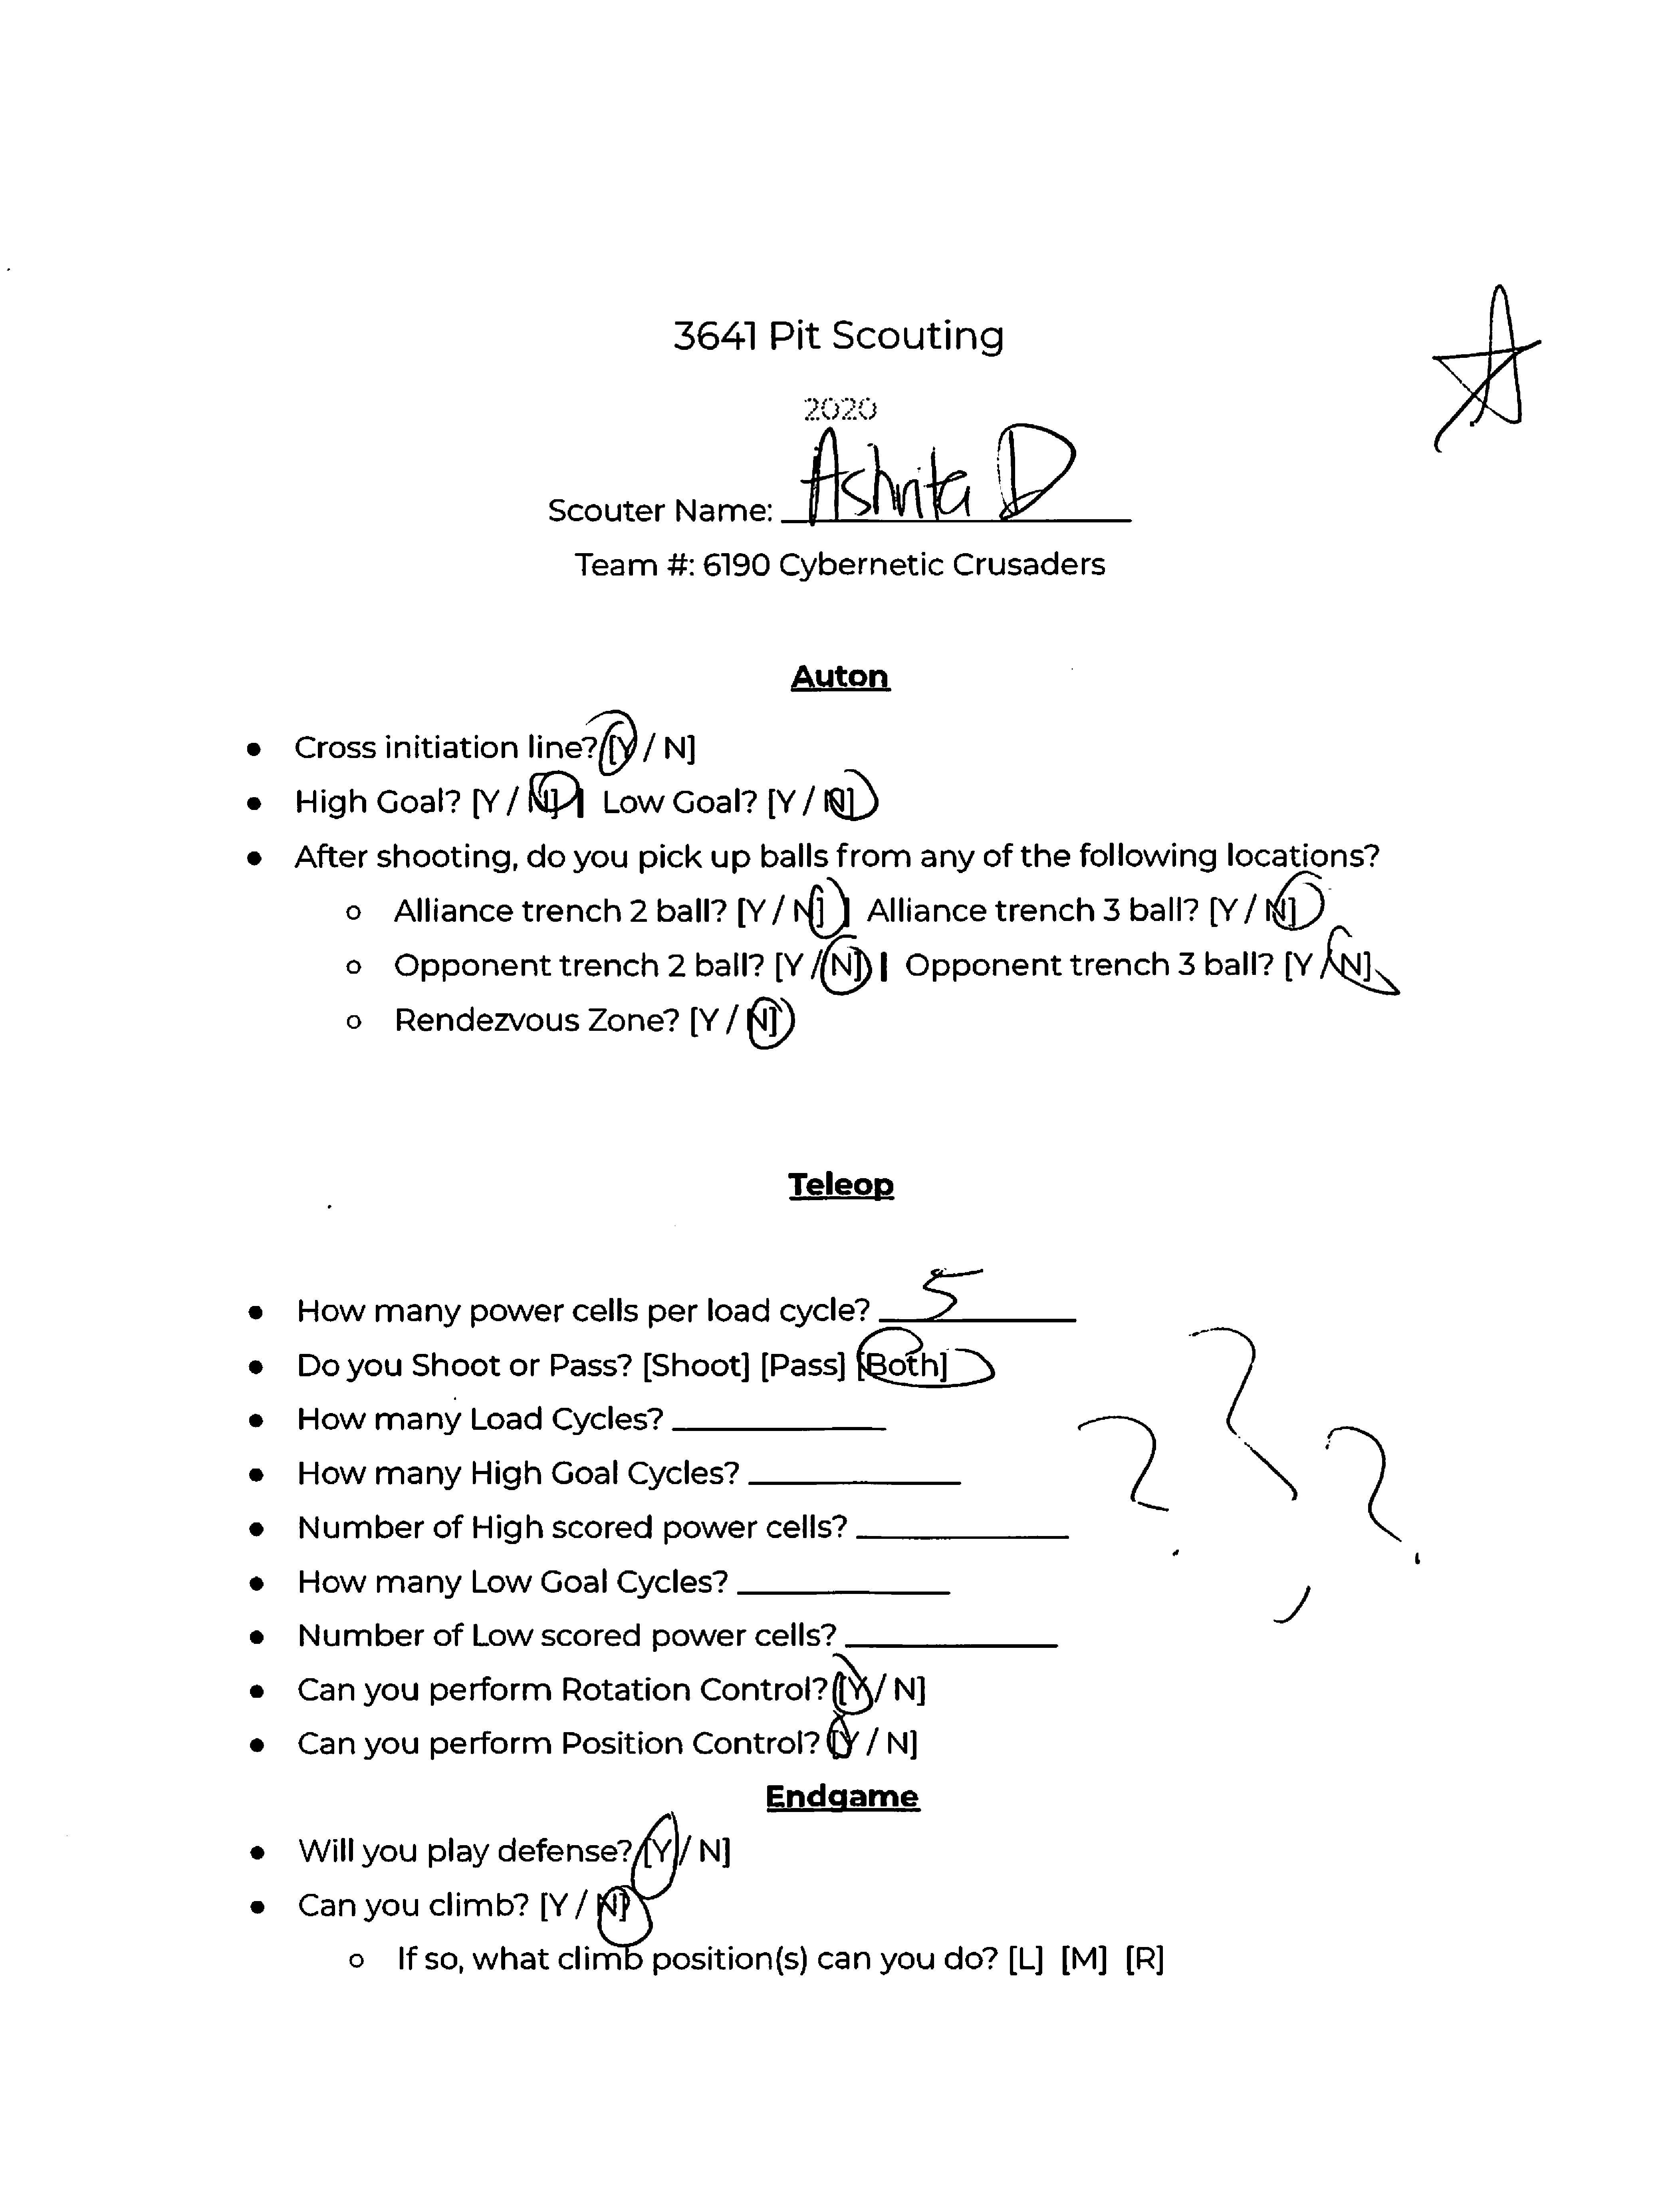 3641 Pit Scouting
2020
Scouter Name: Ashrita D
Team #: 6190 Cybernetic Crusaders
Auton
● Cross initiation line? [Y / N]
● High Goal? [Y / N] | Low Goal? [Y / N]
● After shooting, do you pick up balls from any of the following locations?
○ Alliance trench 2 ball? [Y / N] | Alliance trench 3 ball? [Y / N]
○ Opponent trench 2 ball? [Y / N] | Opponent trench 3 ball? [Y / N]
○ Rendezvous Zone? [Y / N]
Teleop
● How many power cells per load cycle? 5
● Do you Shoot or Pass? [Shoot] [Pass] [Both]
● How many Load Cycles? ____
● How many High Goal Cycles? ____
● Number of High scored power cells? ____
● How many Low Goal Cycles? ____
● Number of Low scored power cells? ____
? ? ?
● Can you perform Rotation Control? [Y / N]
● Can you perform Position Control? [Y / N]
Endgame
● Will you play defense? [Y / N]
● Can you climb? [Y / N]
○ If so, what climb position(s) can you do? [L] [M] [R]